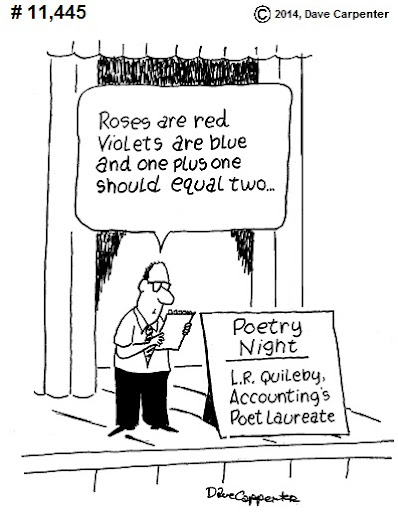 # 11,445
© 2014, Dave Carpenter
Roses are red
Violets are blue
and one plus one
should equal two...
Poetry
Night
L.R. Quileby,
Accounting's
Poet Laureate
Dave Carpenter